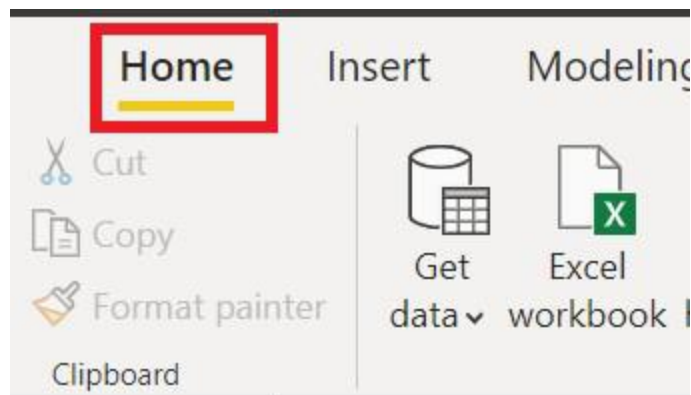 Home Insert Modeling
Cut
Copy
Format painter
Clipboard
Get
data
Excel
workbook